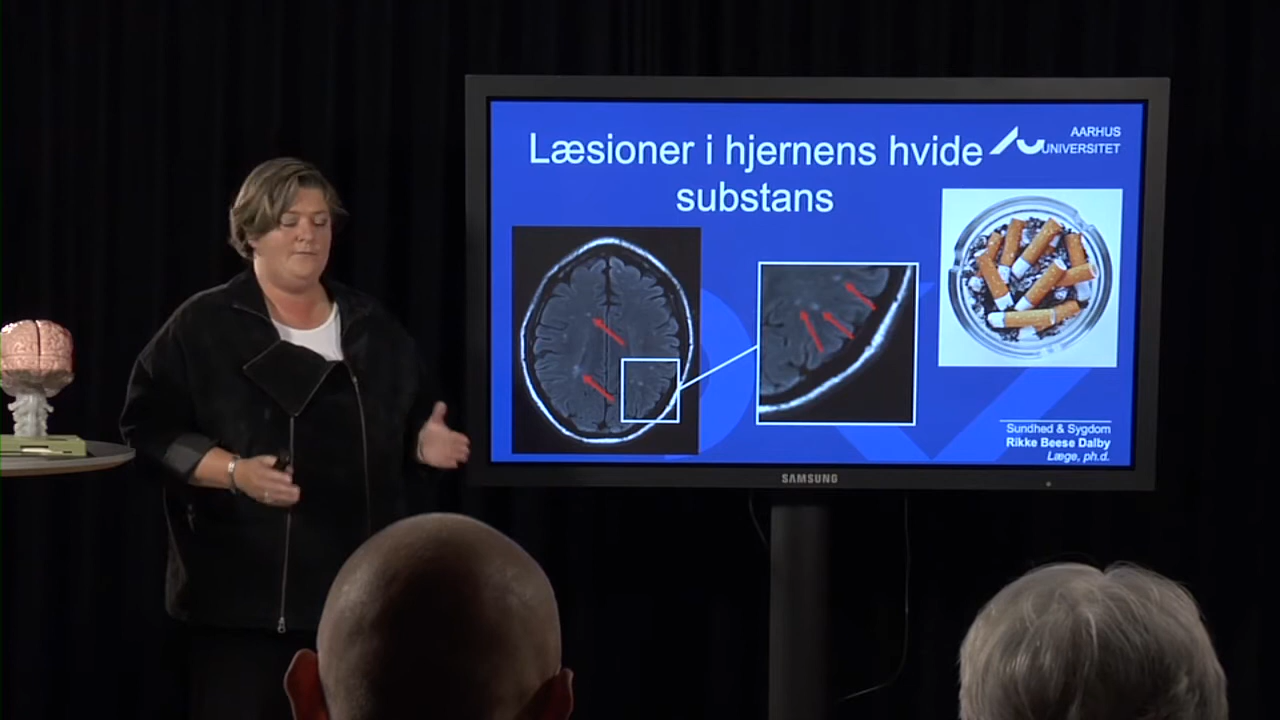 Læsioner i hjernens hvide
substans
AARHUS
UNIVERSITET
Sundhed & Sygdom
Rikke Beese Dalby
Læge, ph.d.
SAMSUNG